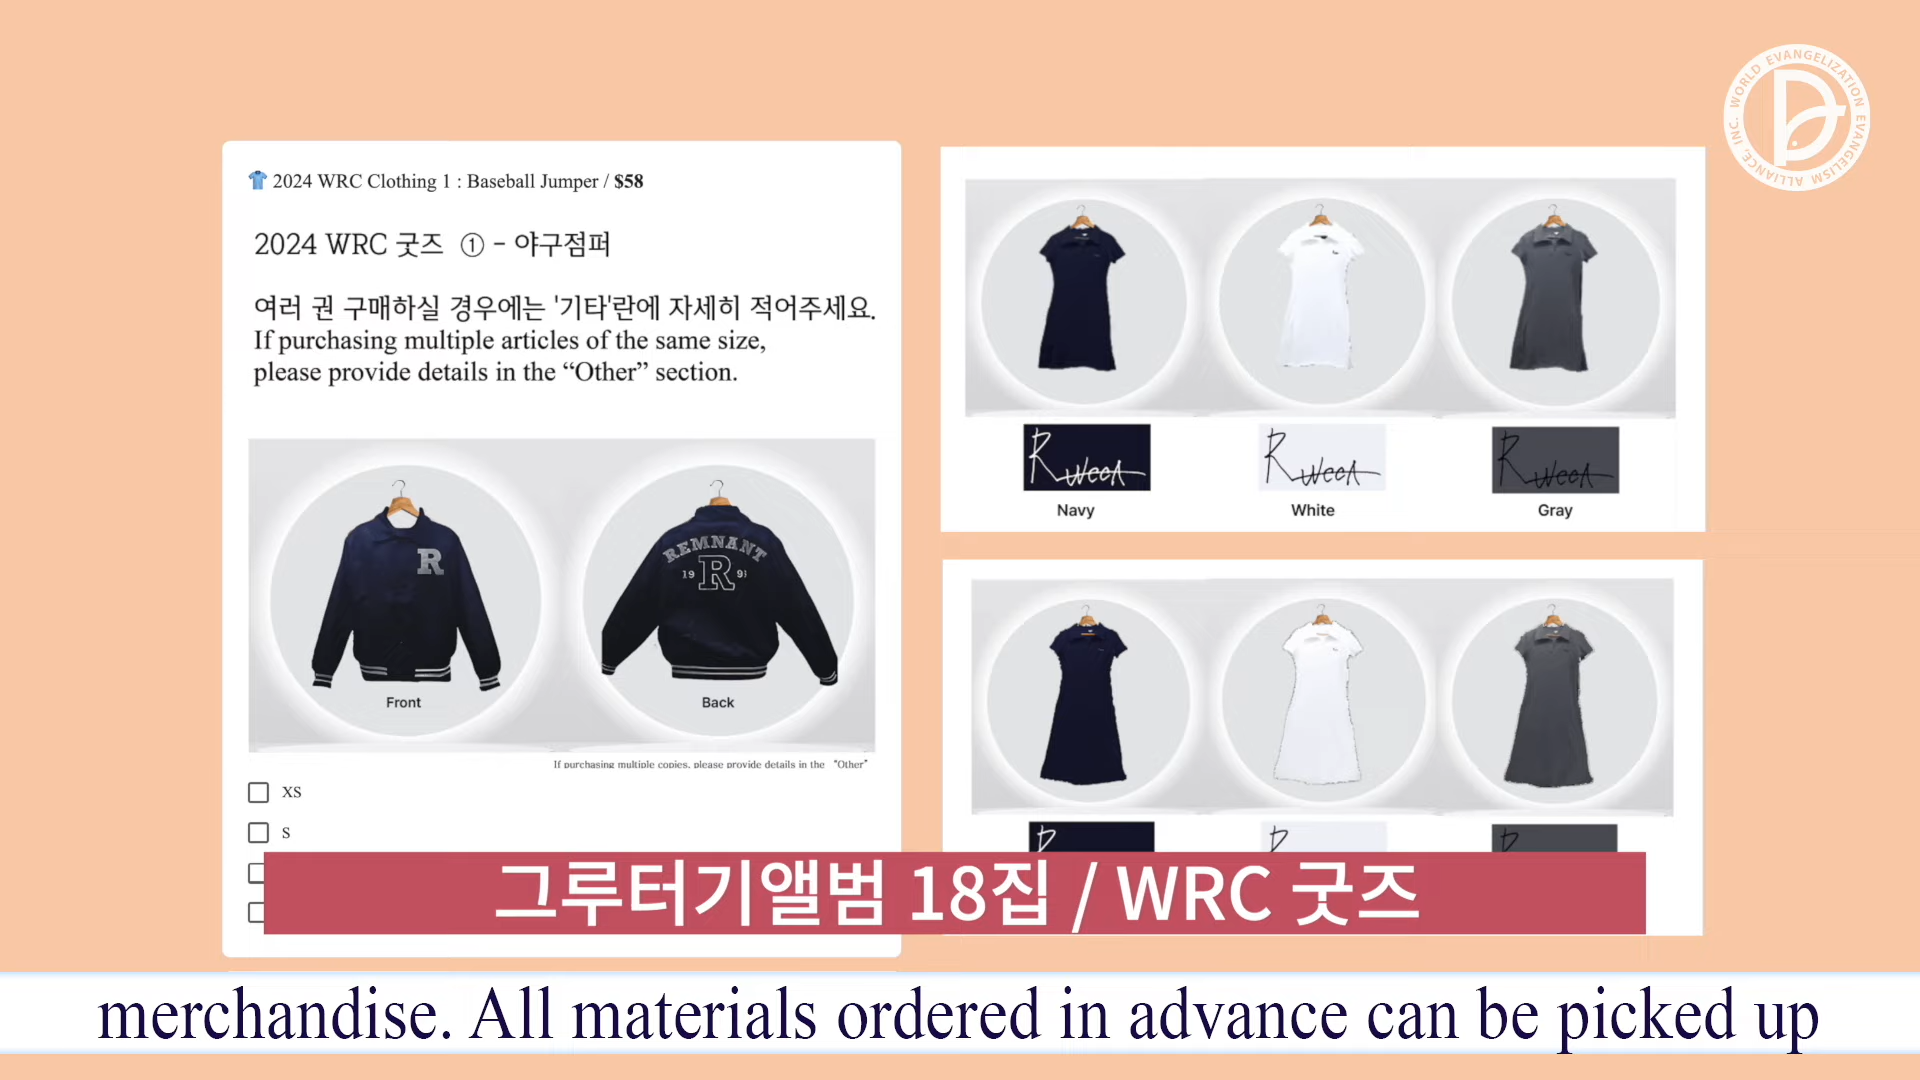 WORLD EVANGELIZATION EVANGELISM ALLIANCE, INC.
2024 WRC Clothing 1 : Baseball Jumper / $58
2024 WRC 굿즈 ① - 야구점퍼
여러 권 구매하실 경우에는 '기타'란에 자세히 적어주세요.
If purchasing multiple articles of the same size,
please provide details in the “Other” section.
R
REMNANT
19 R 93
Front
Back
If purchasing multiple copies, please provide details in the “Other”
XS
S
R Week
R Week
R Week
Navy
White
Gray
R
R
그루터기앨범 18집 / WRC 굿즈
merchandise. All materials ordered in advance can be picked up